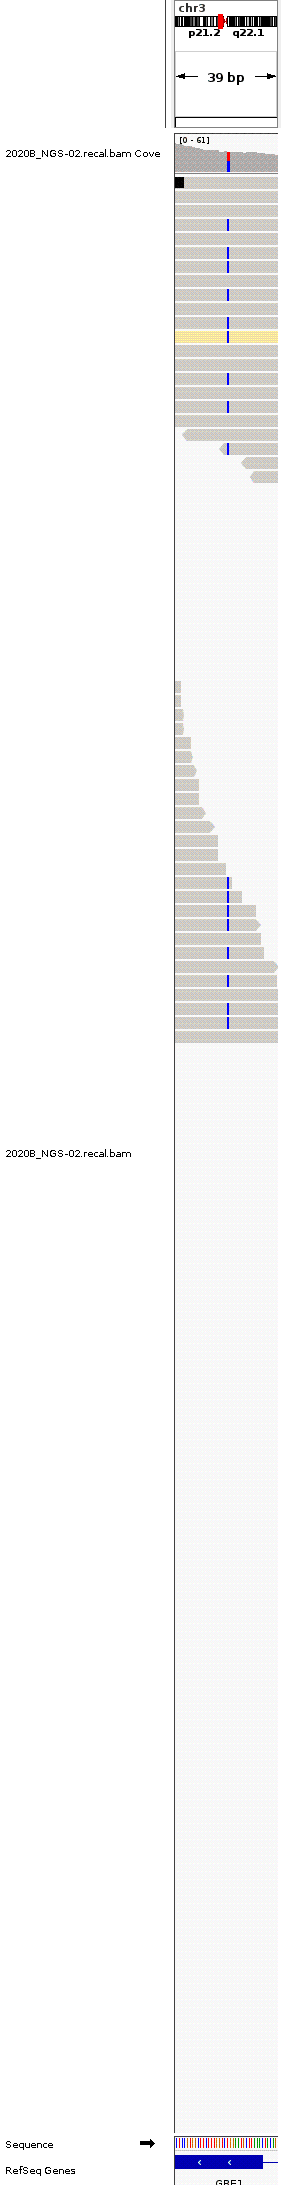 chr3
p21.2 q22.1
39 bp
[0 - 61]
2020B_NGS-02.recal.bam Cove
2020B_NGS-02.recal.bam
Sequence
RefSeq Genes
GBE1